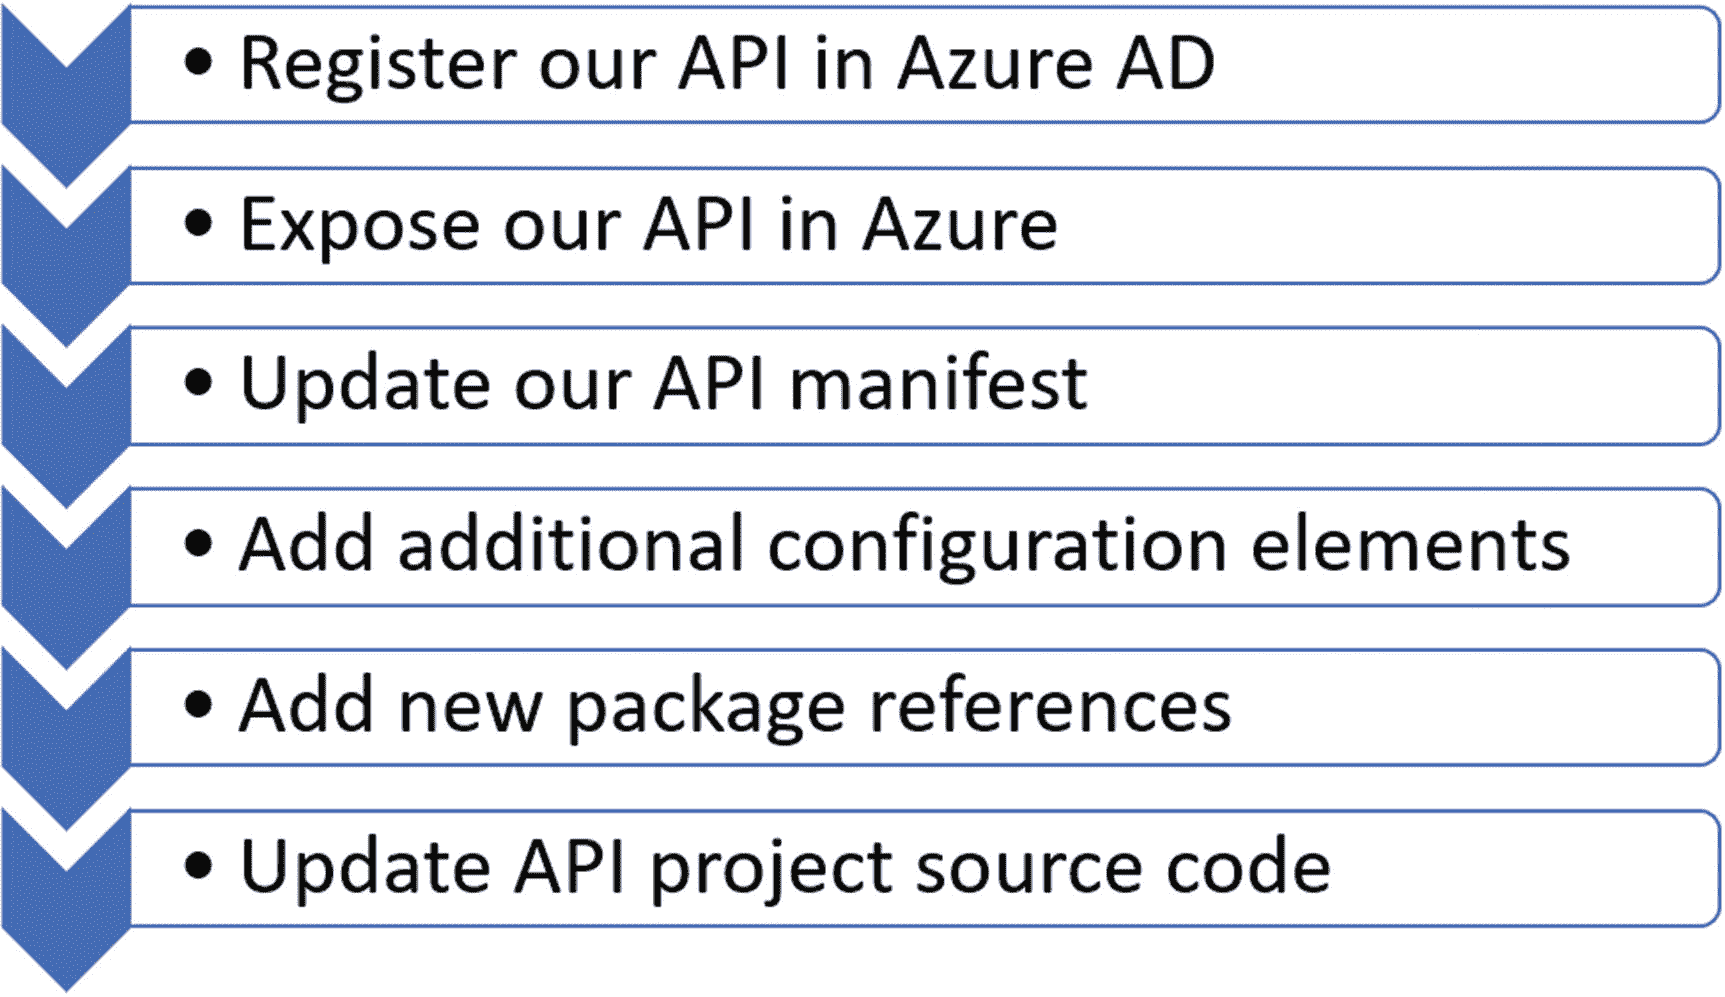 • Register our API in Azure AD
• Expose our API in Azure
• Update our API manifest
• Add additional configuration elements
• Add new package references
• Update API project source code